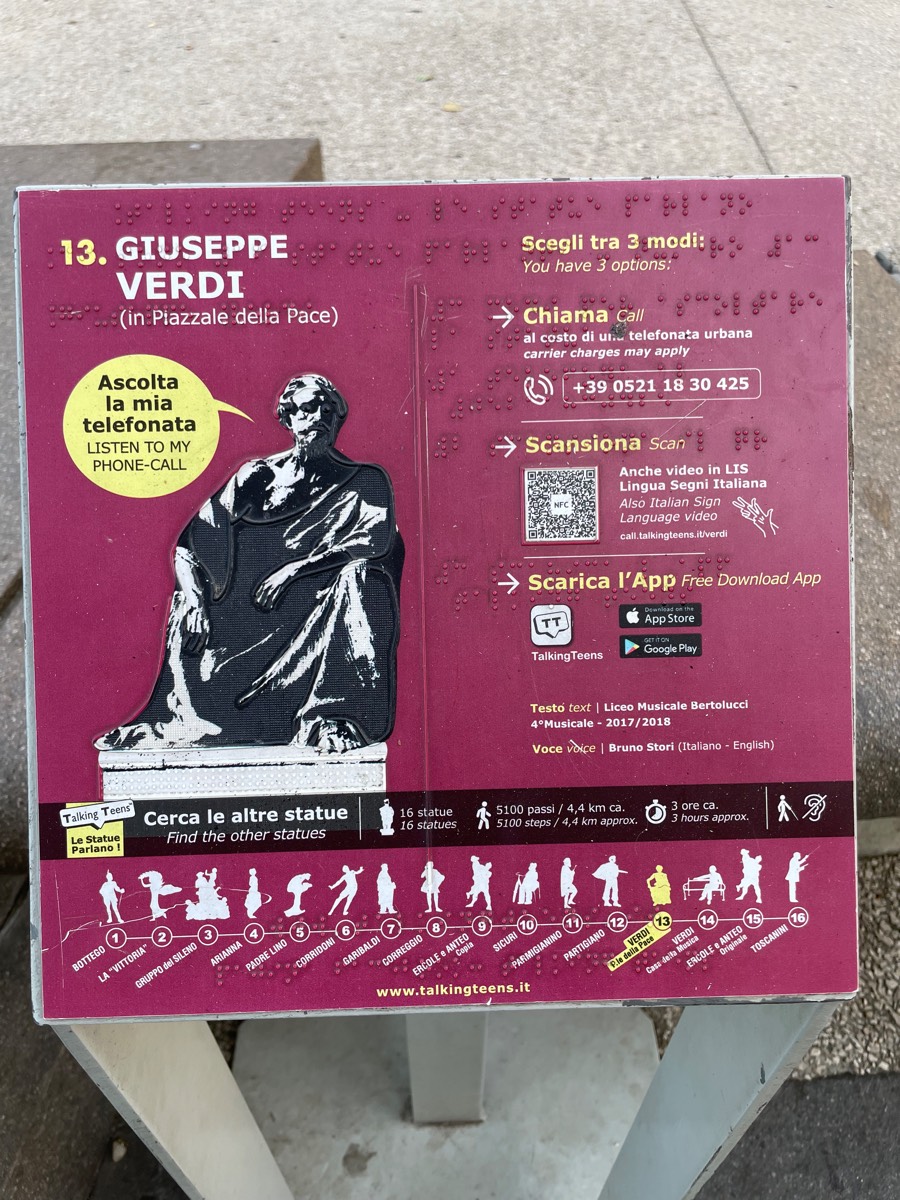 13. GIUSEPPE
VERDI
(in Piazzale della Pace)
Ascolta
la mia
telefonata
LISTEN TO MY
PHONE-CALL
Scegli tra 3 modi:
You have 3 options:
→ Chiama Call
al costo di una telefonata urbana
carrier charges may apply
+39 0521 18 30 425
→ Scansiona Scan
NFC
Anche video in LIS
Lingua Segni Italiana
Also Italian Sign
Language video
call.talkingteens.it/verdi
→ Scarica l'App Free Download App
TT
TalkingTeens
Download on the
App Store
GET IT ON
Google Play
Testo text | Liceo Musicale Bertolucci
4°Musicale - 2017/2018
Voce voice | Bruno Stori (Italiano - English)
Talking Teens
Le Statue
Parlano !
Cerca le altre statue
Find the other statues
16 statue
16 statues
5100 passi / 4,4 km ca.
5100 steps / 4,4 km approx.
3 ore ca.
3 hours approx.
BOTTEGO 1
LA "VITTORIA" 2
GRUPPO del SILENO 3
ARIANNA 4
PADRE LINO 5
CORRIDONI 6
GARIBALDI 7
CORREGGIO 8
ERCOLE e ANTEO
Copia 9
SICURI 10
PARMIGIANINO 11
PARTIGIANO 12
VERDI
P.le della Pace 13
VERDI
Casa della Musica 14
ERCOLE e ANTEO
Originale 15
TOSCANINI 16
www.talkingteens.it